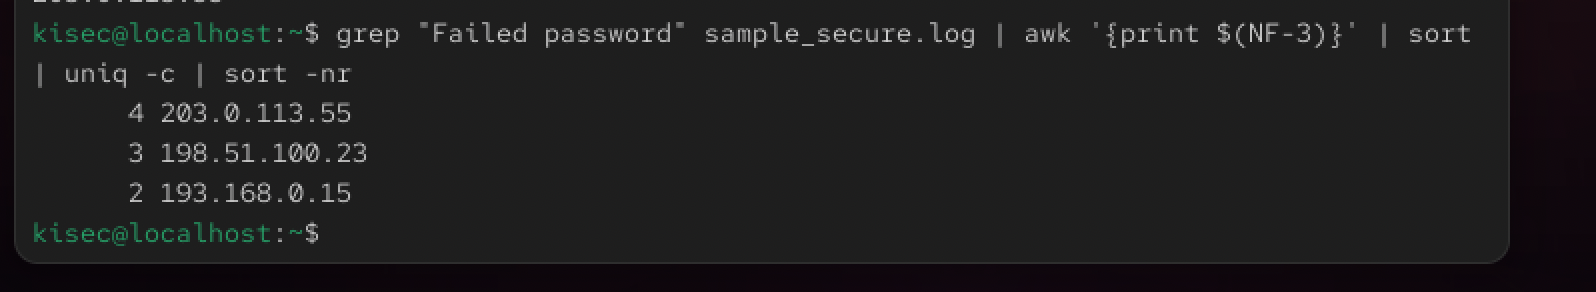 kisec@localhost:~$ grep "Failed password" sample_secure.log | awk '{print $(NF-3)}' | sort
| uniq -c | sort -nr
4 203.0.113.55
3 198.51.100.23
2 193.168.0.15
kisec@localhost:~$